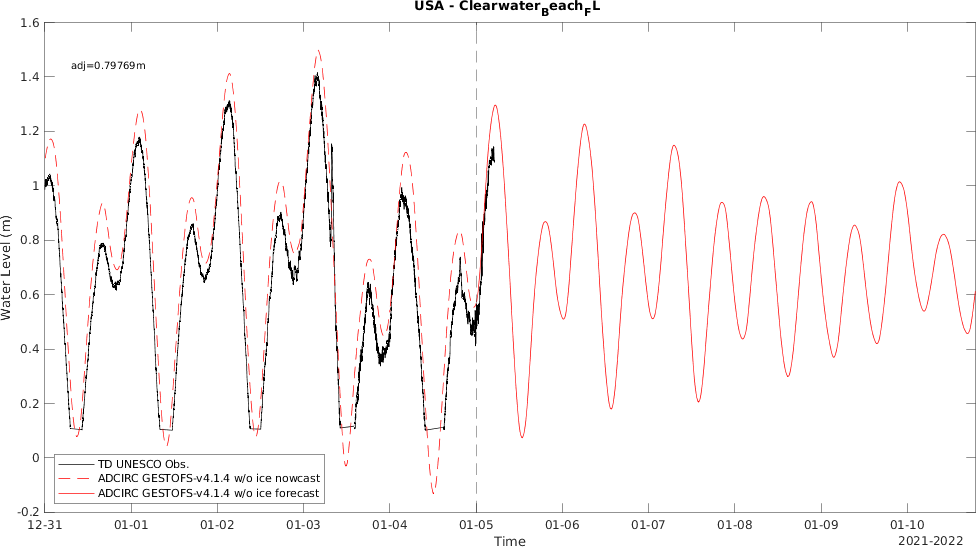 USA - Clearwater_Beach_FL
1.6
adj=0.79769m
1.4
1.2
1
0.8
Water Level (m)
0.6
0.4
0.2
0
TD UNESCO Obs.
ADCIRC GESTOFS-v4.1.4 w/o ice nowcast
ADCIRC GESTOFS-v4.1.4 w/o ice forecast
-0.2
12-31 01-01 01-02 01-03 01-04 01-05 01-06 01-07 01-08 01-09 01-10
Time
2021-2022